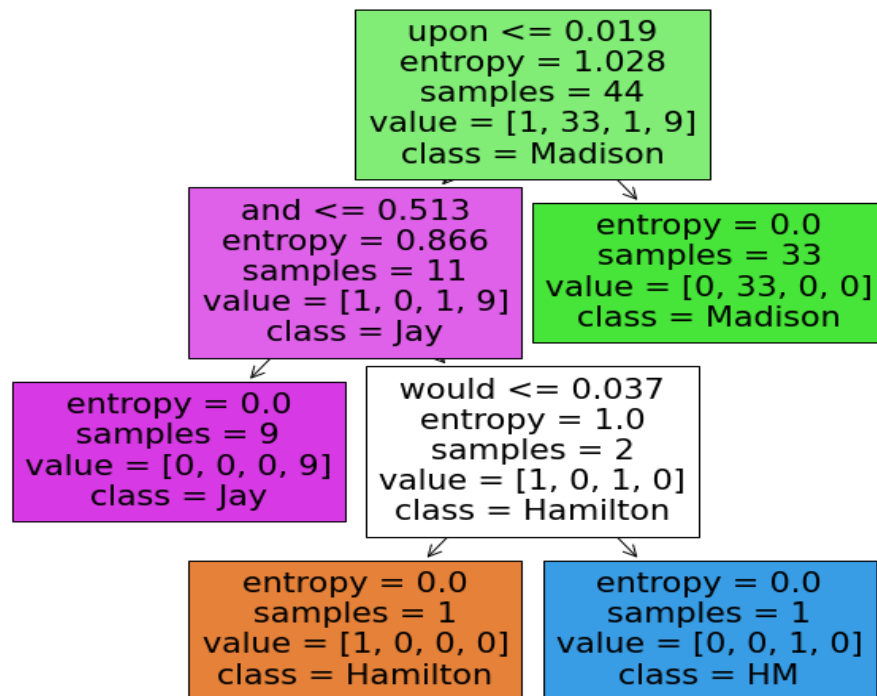 upon <= 0.019
entropy = 1.028
samples = 44
value = [1, 33, 1, 9]
class = Madison
and <= 0.513
entropy = 0.866
samples = 11
value = [1, 0, 1, 9]
class = Jay
entropy = 0.0
samples = 33
value = [0, 33, 0, 0]
class = Madison
entropy = 0.0
samples = 9
value = [0, 0, 0, 9]
class = Jay
would <= 0.037
entropy = 1.0
samples = 2
value = [1, 0, 1, 0]
class = Hamilton
entropy = 0.0
samples = 1
value = [1, 0, 0, 0]
class = Hamilton
entropy = 0.0
samples = 1
value = [0, 0, 1, 0]
class = HM